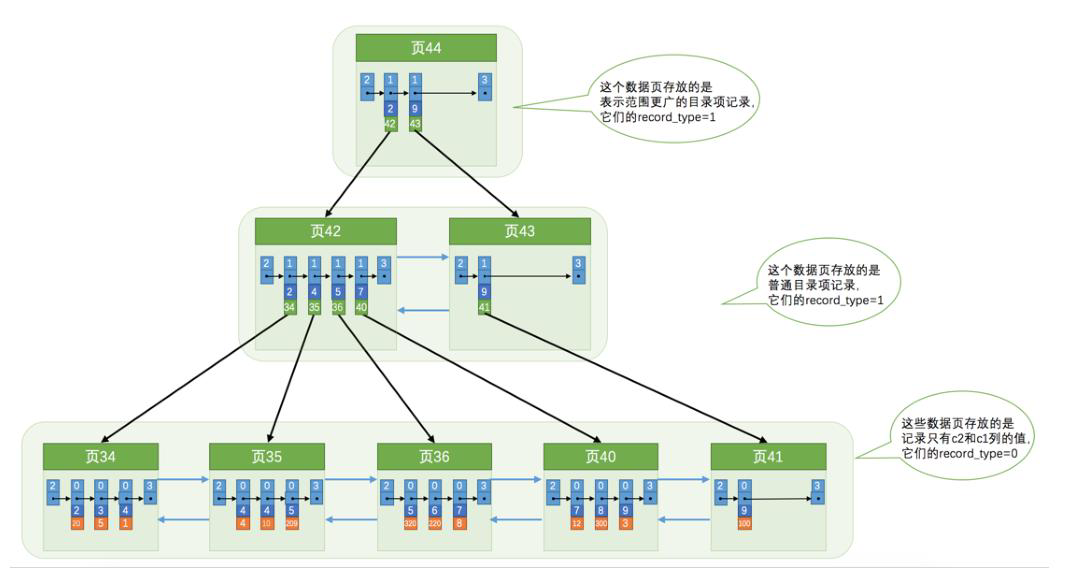 页44
2 1 1 3
2 9
42 43
这个数据页存放的是
表示范围更广的目录项记录,
它们的record_type=1
页42 页43
2 1 1 1 1 3 2 1 3
2 4 5 7 9
34 35 36 40 41
这个数据页存放的是
普通目录项记录,
它们的record_type=1
这些数据页存放的是
记录只有c2和c1列的值,
它们的record_type=0
页34 页35 页36 页40 页41
2 0 0 0 3 2 0 0 0 3 2 0 0 0 3 2 0 0 0 3 2 0 3
2 3 4 4 4 5 5 6 7 7 8 9 9
20 5 1 4 10 209 320 220 8 12 300 3 100